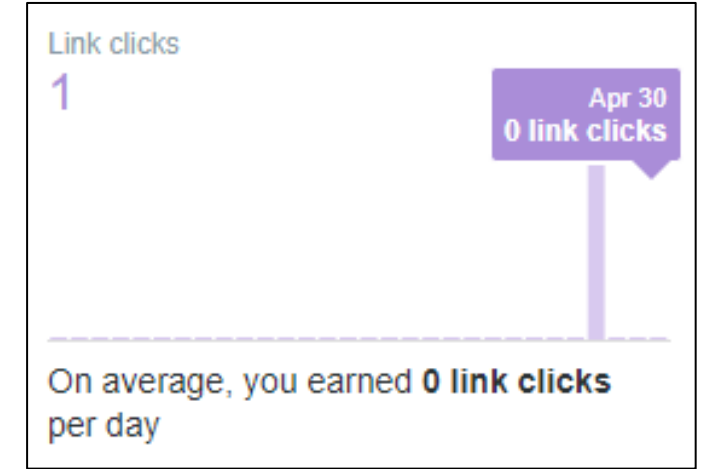 Link clicks
1
Apr 30
0 link clicks
On average, you earned 0 link clicks
per day